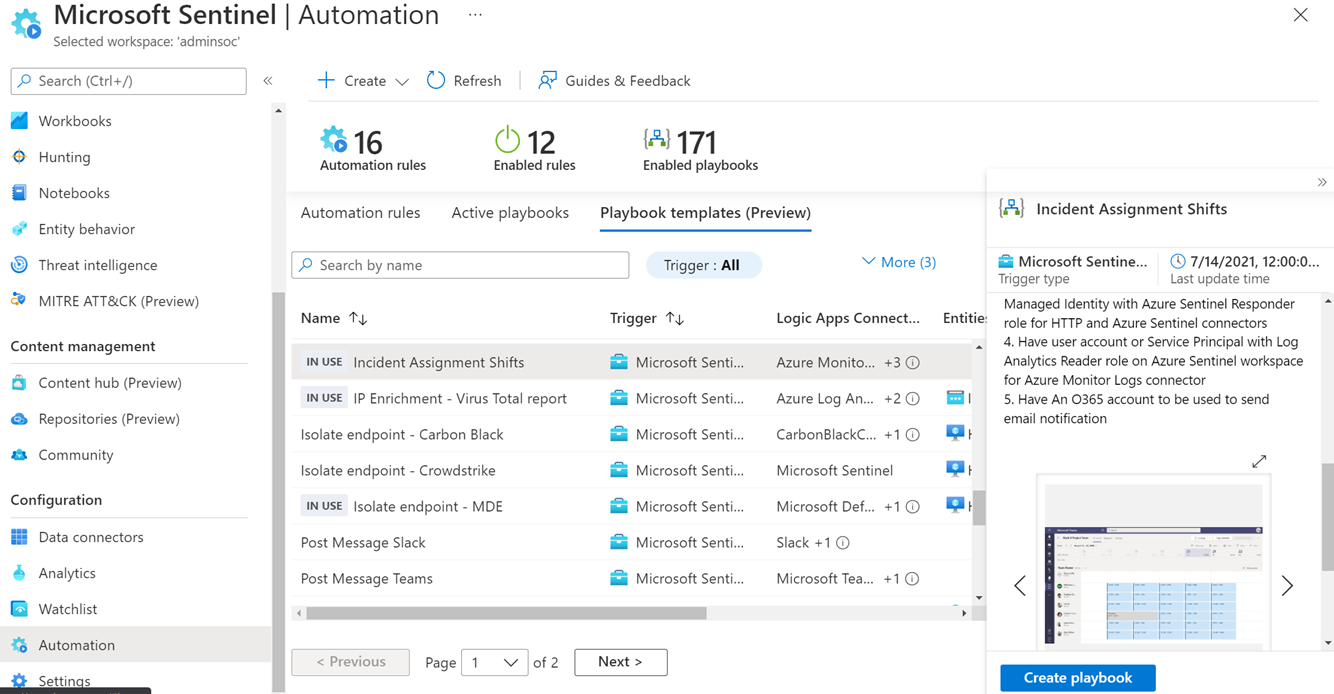 Microsoft Sentinel | Automation ...
Selected workspace: 'adminsoc'
Search (Ctrl+/)
«
Workbooks
Hunting
Notebooks
Entity behavior
Threat intelligence
MITRE ATT&CK (Preview)
Content management
Content hub (Preview)
Repositories (Preview)
Community
Configuration
Data connectors
Analytics
Watchlist
Automation
Settings
Create
Refresh
Guides & Feedback
16
Automation rules
12
Enabled rules
171
Enabled playbooks
Automation rules
Active playbooks
Playbook templates (Preview)
Search by name
Trigger : All
More (3)
Name Trigger Logic Apps Connect... Entities
IN USE Incident Assignment Shifts Microsoft Senti... Azure Monito... +3
IN USE IP Enrichment - Virus Total report Microsoft Senti... Azure Log An... +2
Isolate endpoint - Carbon Black Microsoft Senti... CarbonBlackC... +1
Isolate endpoint - Crowdstrike Microsoft Senti... Microsoft Sentinel
IN USE Isolate endpoint - MDE Microsoft Senti... Microsoft Def... +1
Post Message Slack Microsoft Senti... Slack +1
Post Message Teams Microsoft Senti... Microsoft Tea... +1
< Previous Page 1 of 2 Next >
»
Incident Assignment Shifts
Microsoft Sentine... 7/14/2021, 12:00:0...
Trigger type Last update time
Managed Identity with Azure Sentinel Responder
role for HTTP and Azure Sentinel connectors
4. Have user account or Service Principal with Log
Analytics Reader role on Azure Sentinel workspace
for Azure Monitor Logs connector
5. Have An O365 account to be used to send
email notification
Create playbook